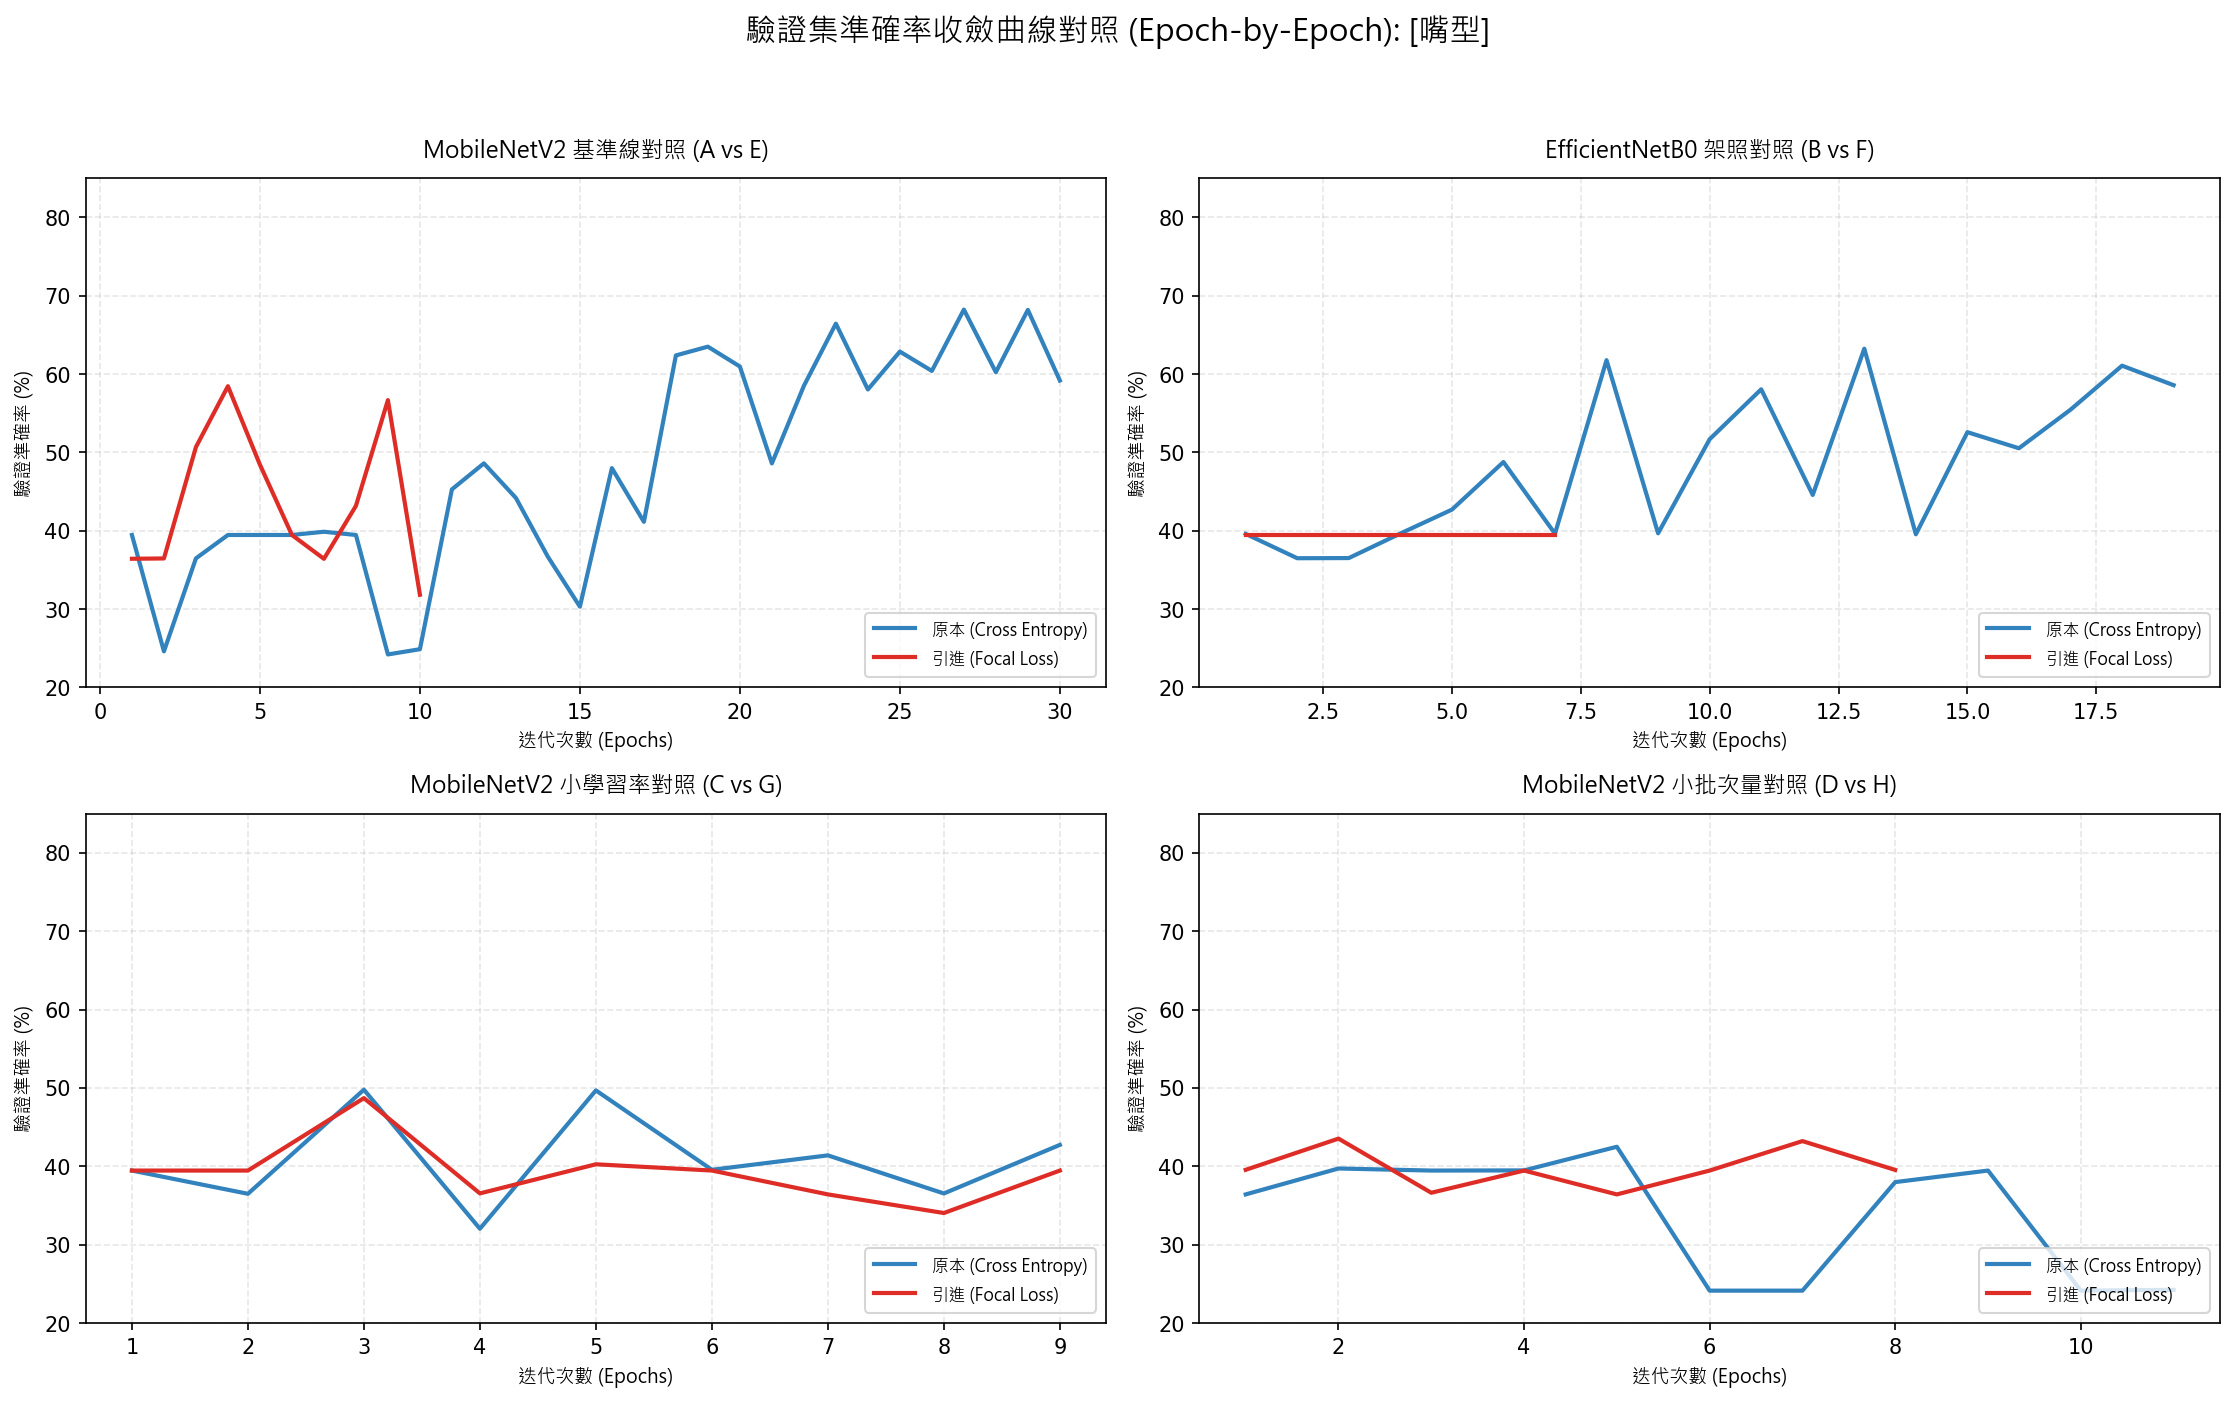 驗證集準確率收斂曲線對照 (Epoch-by-Epoch): [嘴型]
MobileNetV2 基準線對照 (A vs E)
80
70
60
50
40
30
20
驗證準確率 (%)
0 5 10 15 20 25 30
迭代次數 (Epochs)
原本 (Cross Entropy)
引進 (Focal Loss)
EfficientNetB0 架照對照 (B vs F)
80
70
60
50
40
30
20
驗證準確率 (%)
2.5 5.0 7.5 10.0 12.5 15.0 17.5
迭代次數 (Epochs)
原本 (Cross Entropy)
引進 (Focal Loss)
MobileNetV2 小學習率對照 (C vs G)
80
70
60
50
40
30
20
驗證準確率 (%)
1 2 3 4 5 6 7 8 9
迭代次數 (Epochs)
原本 (Cross Entropy)
引進 (Focal Loss)
MobileNetV2 小批次量對照 (D vs H)
80
70
60
50
40
30
20
驗證準確率 (%)
2 4 6 8 10
迭代次數 (Epochs)
原本 (Cross Entropy)
引進 (Focal Loss)